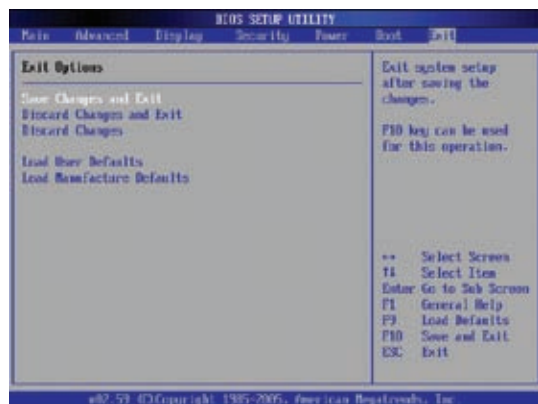 BIOS SETUP UTILITY
Main Advanced Display Security Power Boot Exit
Exit Options
Save Changes and Exit
Discard Changes and Exit
Discard Changes
Load User Defaults
Load Manufacture Defaults
Exit system setup
after saving the
changes.
F10 key can be used
for this operation.
↔ Select Screen
↑↓ Select Item
Enter Go to Sub Screen
F1 General Help
F9 Load Defaults
F10 Save and Exit
ESC Exit
v02.59 (C)Copyright 1985-2005, American Megatrends, Inc.